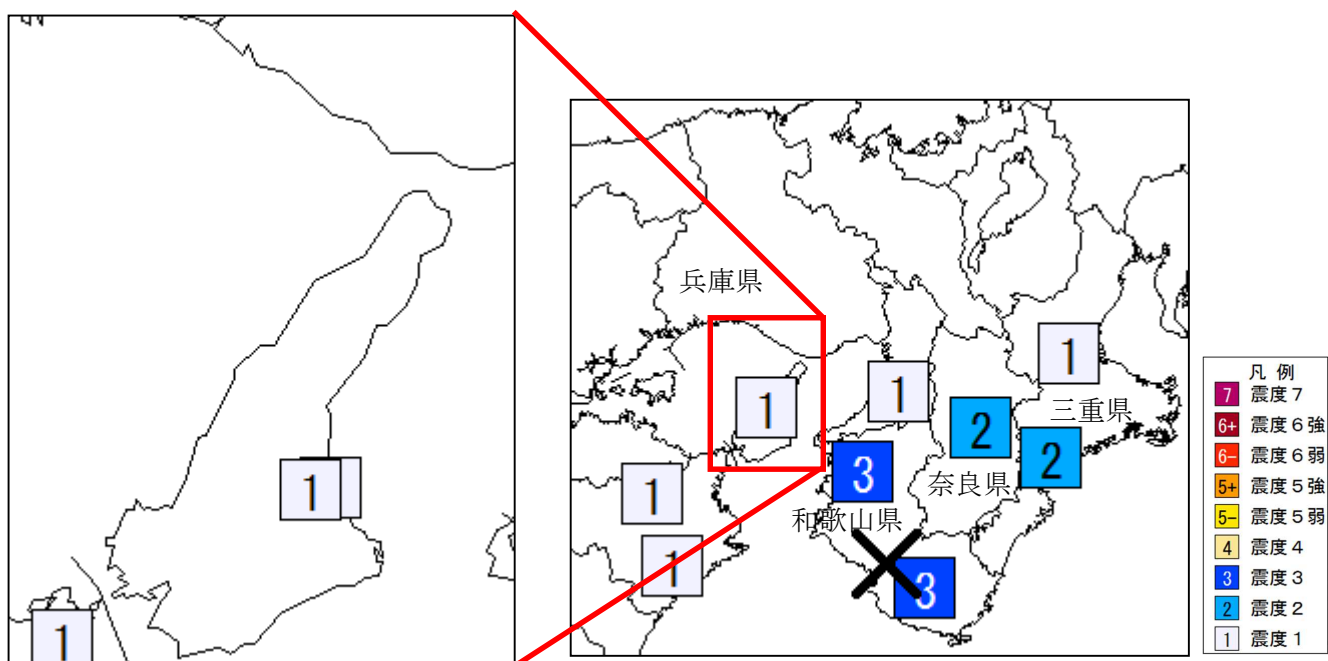 1
1
兵庫県
1
1
1
2
三重県
2
3
奈良県
1
和歌山県
1
3
凡 例
7 震度7
6+ 震度6強
6- 震度6弱
5+ 震度5強
5- 震度5弱
4 震度4
3 震度3
2 震度2
1 震度1